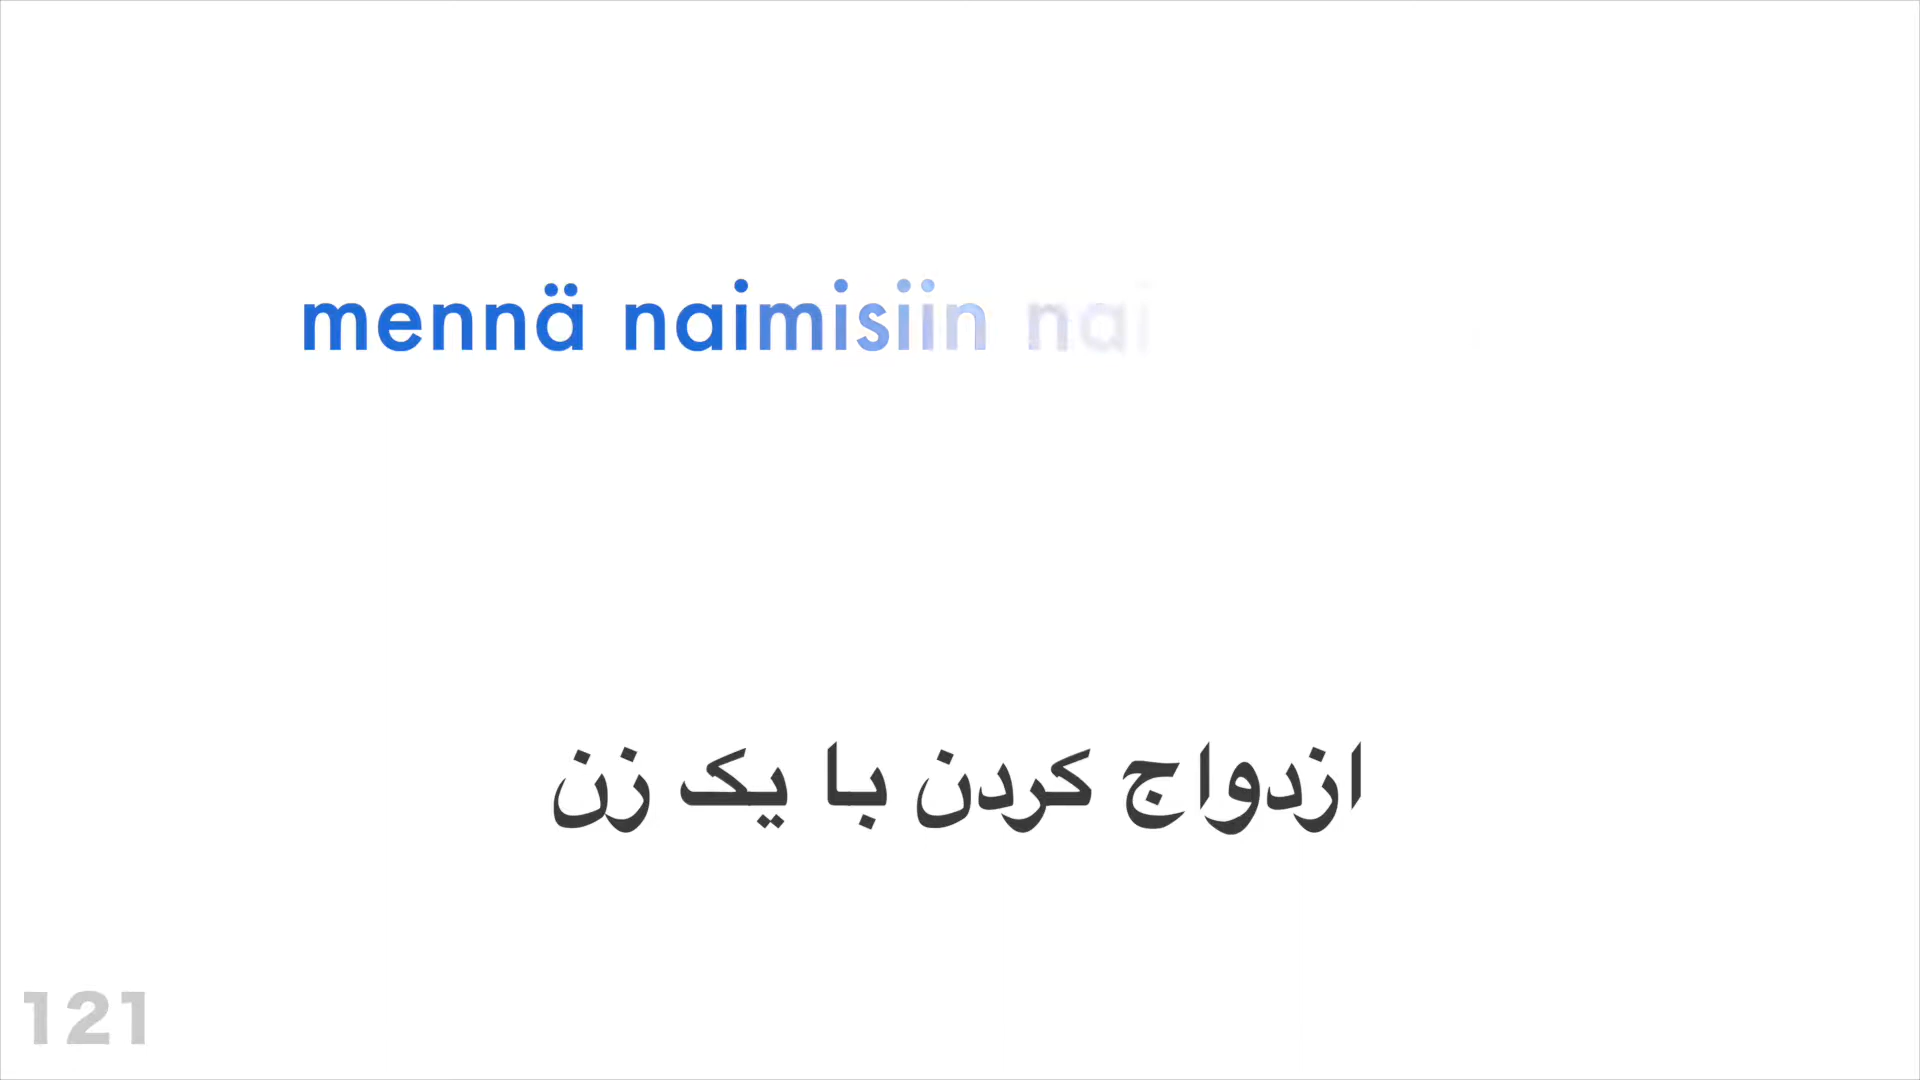 mennä naimisiin
ازدواج کردن با یک زن
121